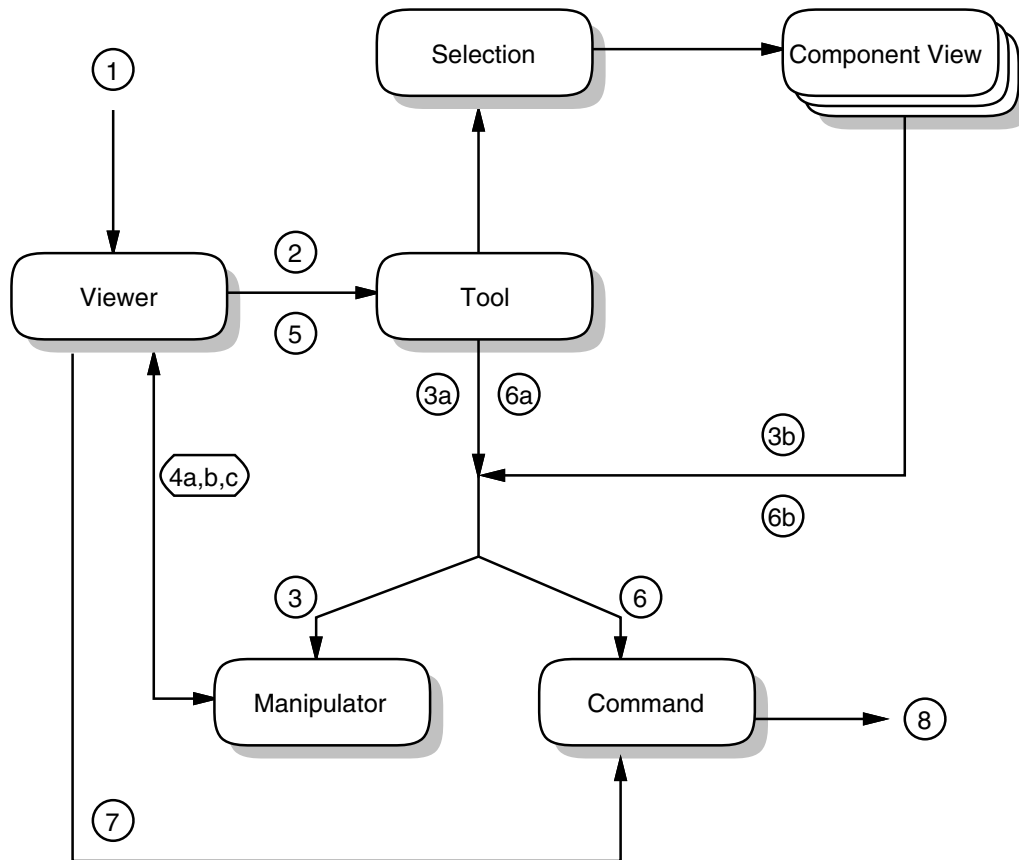 Selection
Component View
1
2
Viewer
Tool
5
3a
6a
3b
4a,b,c
6b
3
6
Manipulator
Command
8
7